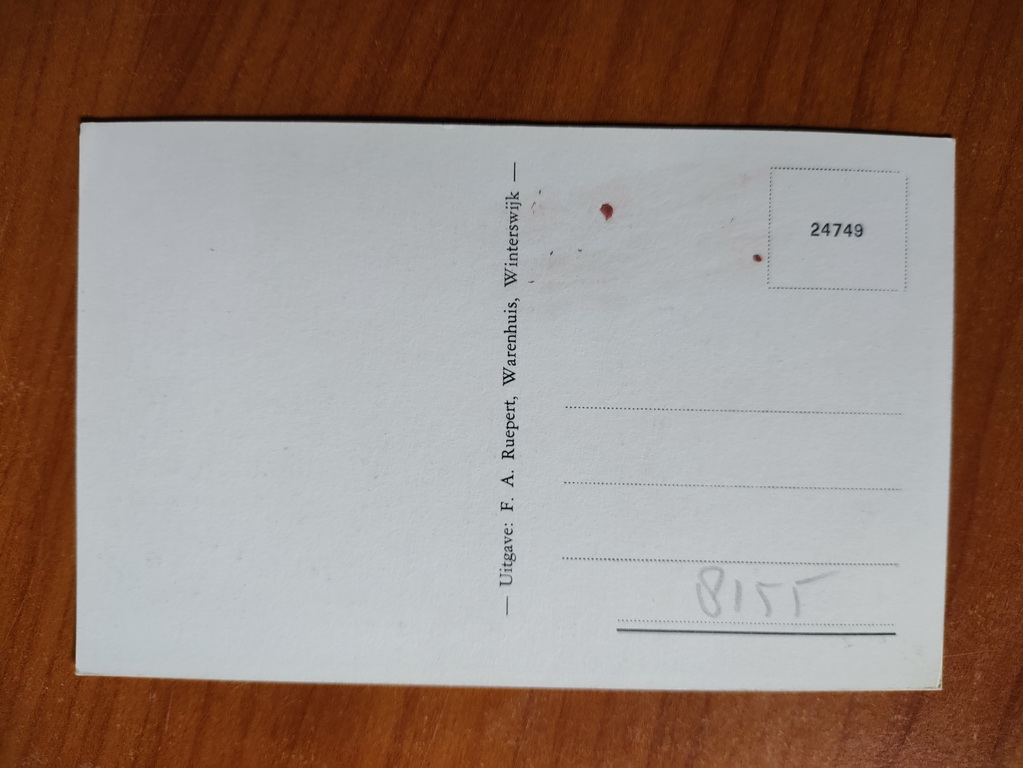 — Uitgave: F. A. Ruepert, Warenhuis, Winterswijk —
24749
8155